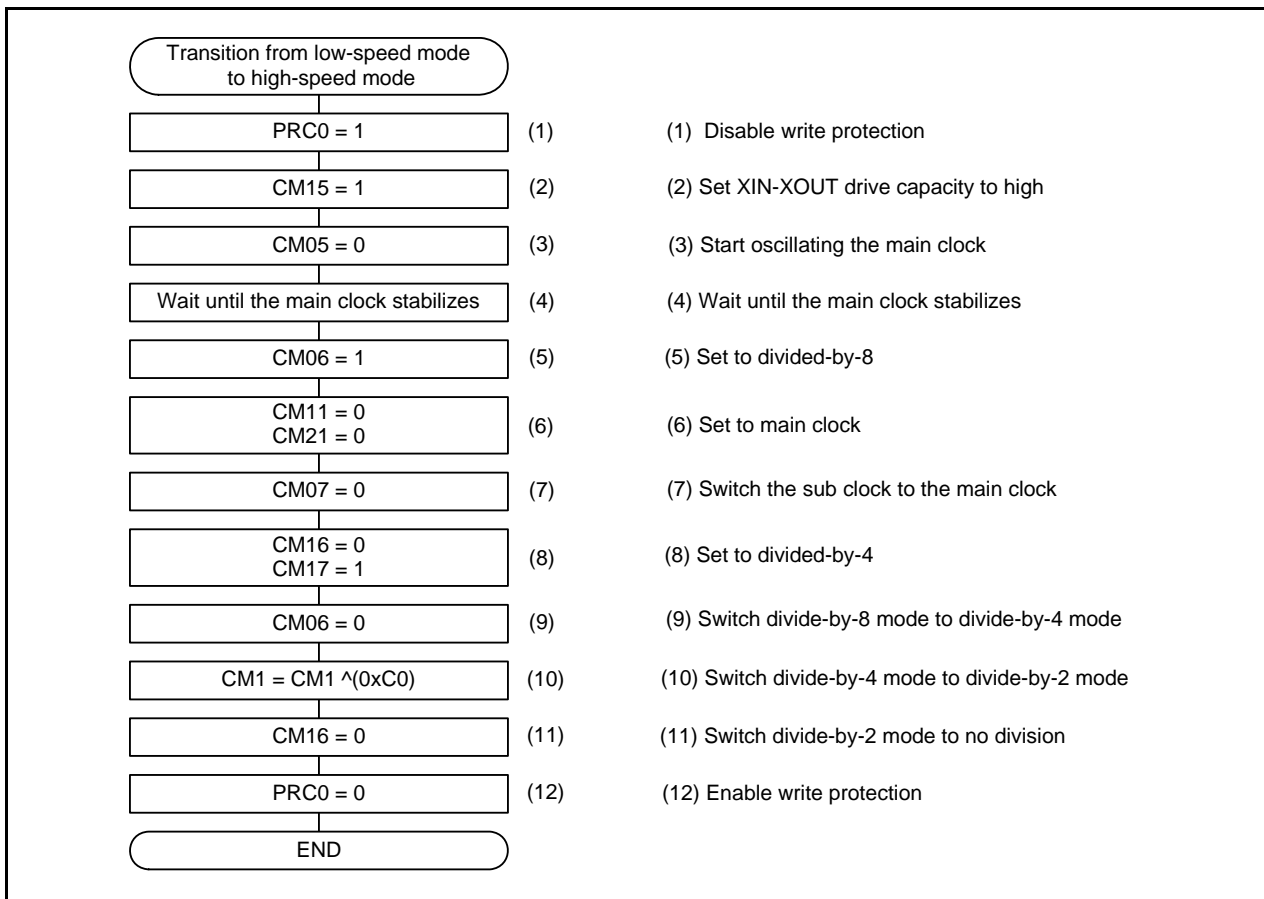 Transition from low-speed mode
to high-speed mode
PRC0 = 1 (1) (1) Disable write protection
CM15 = 1 (2) (2) Set XIN-XOUT drive capacity to high
CM05 = 0 (3) (3) Start oscillating the main clock
Wait until the main clock stabilizes (4) (4) Wait until the main clock stabilizes
CM06 = 1 (5) (5) Set to divided-by-8
CM11 = 0
CM21 = 0 (6) (6) Set to main clock
CM07 = 0 (7) (7) Switch the sub clock to the main clock
CM16 = 0
CM17 = 1 (8) (8) Set to divided-by-4
CM06 = 0 (9) (9) Switch divide-by-8 mode to divide-by-4 mode
CM1 = CM1 ^(0xC0) (10) (10) Switch divide-by-4 mode to divide-by-2 mode
CM16 = 0 (11) (11) Switch divide-by-2 mode to no division
PRC0 = 0 (12) (12) Enable write protection
END